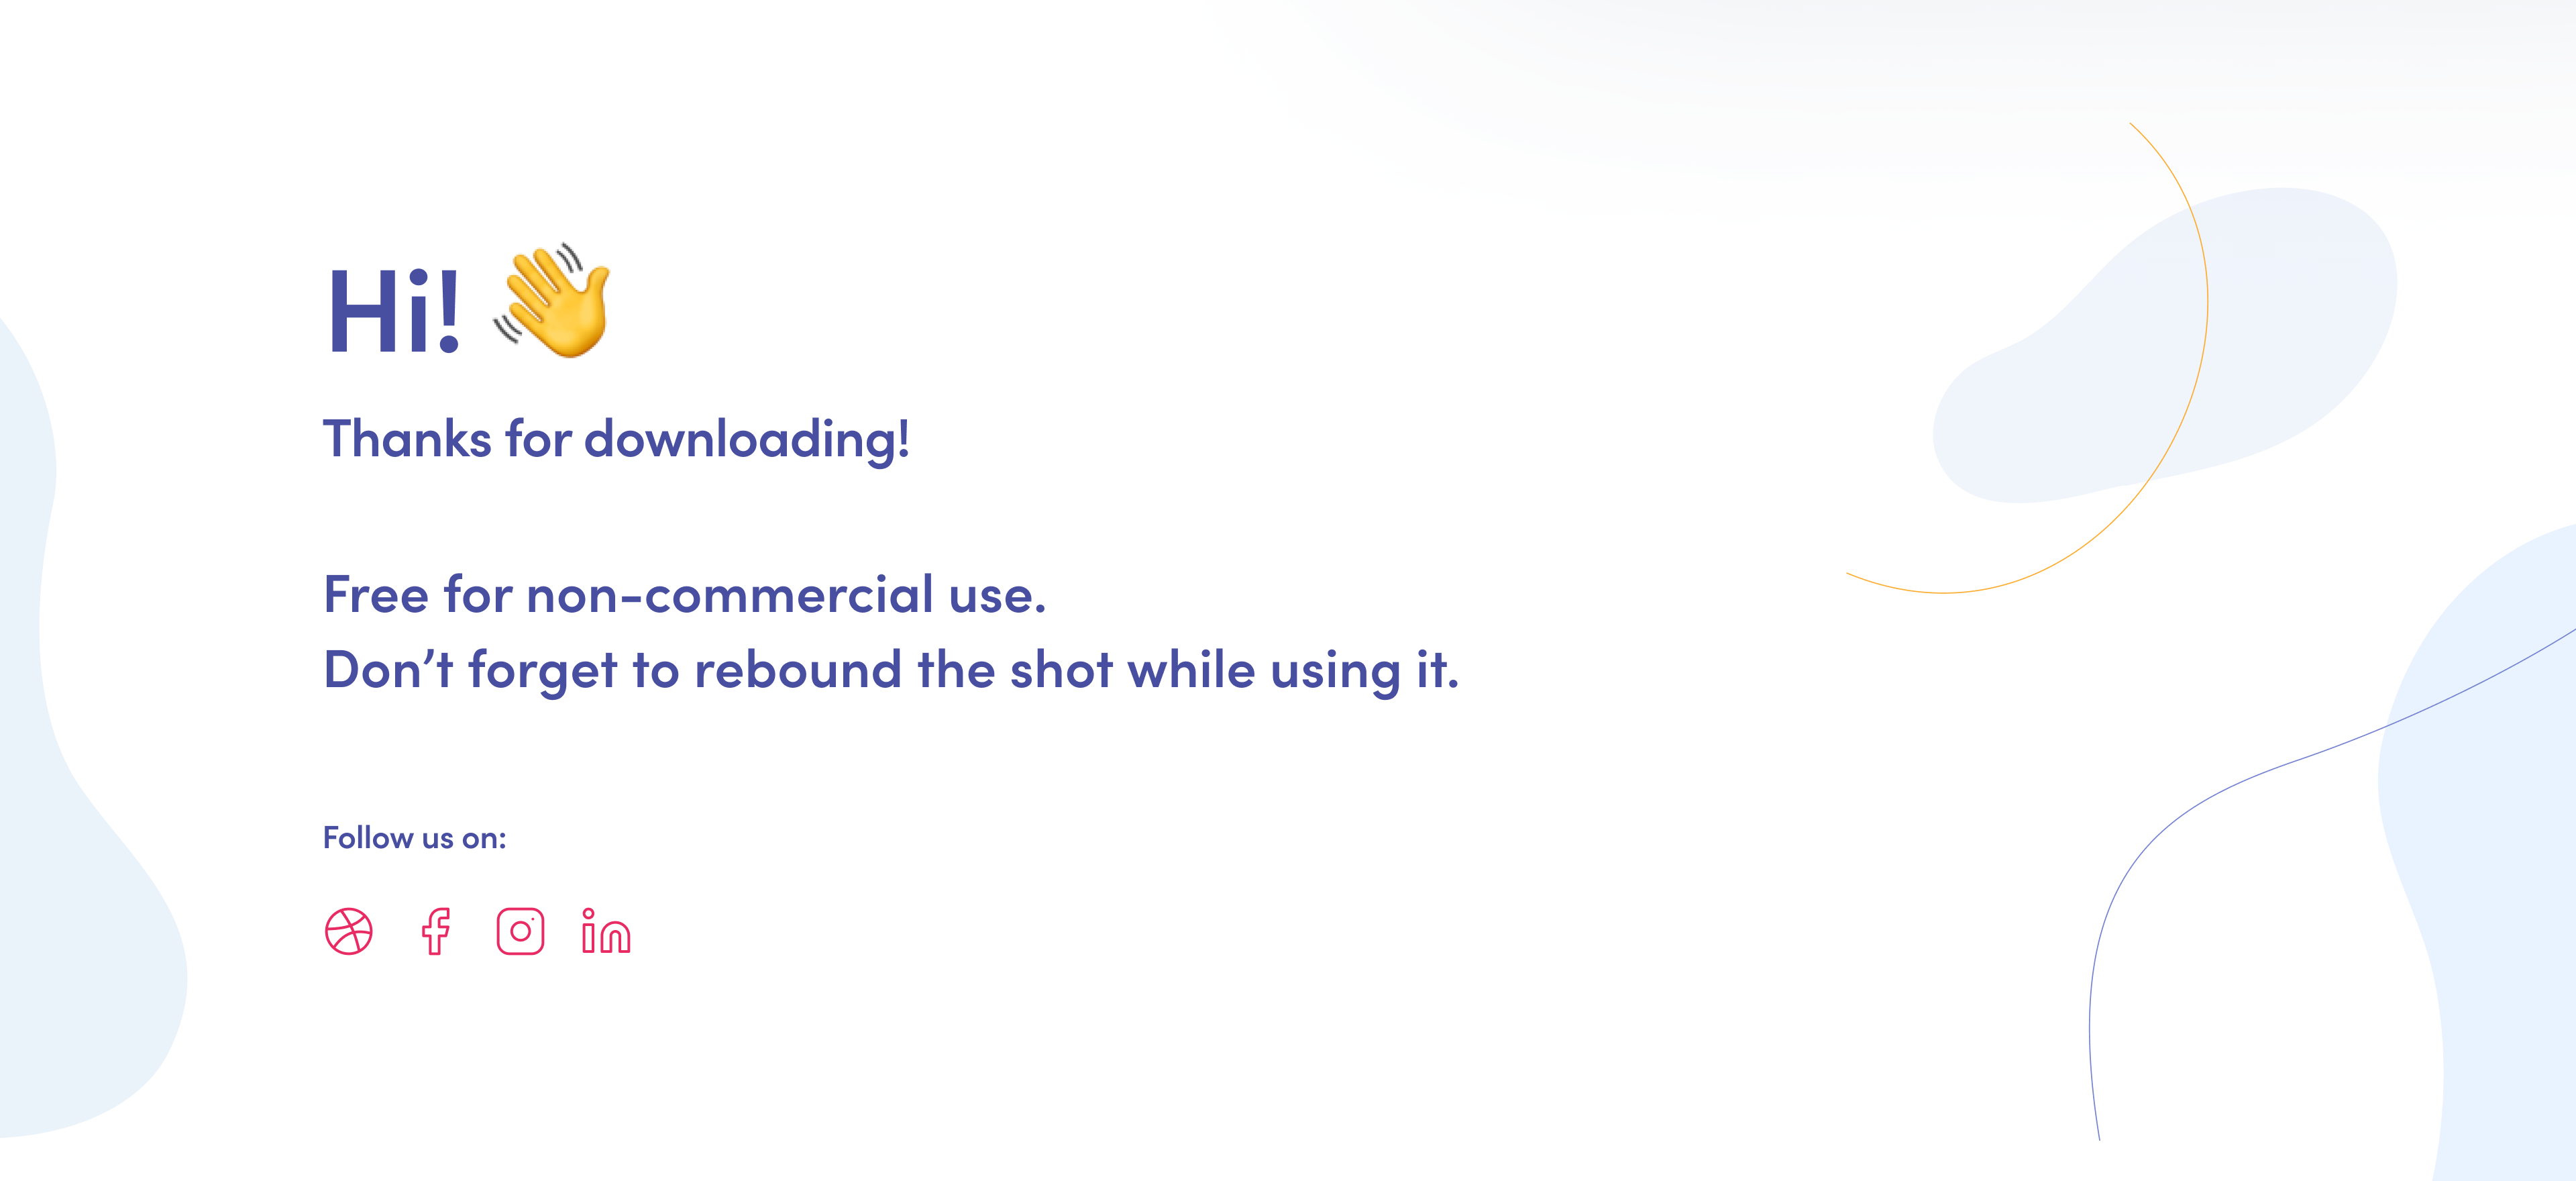 Hi! 👋
Thanks for downloading!
Free for non-commercial use.
Don’t forget to rebound the shot while using it.
Follow us on: